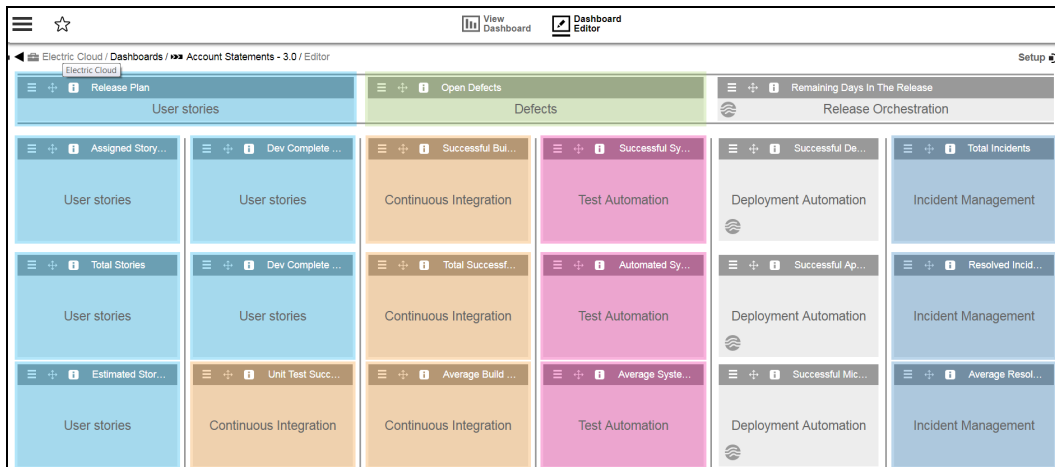 View
Dashboard
Dashboard
Editor
Electric Cloud / Dashboards / Account Statements - 3.0 / Editor
Setup
Electric Cloud
Release Plan
User stories
Open Defects
Defects
Remaining Days In The Release
Release Orchestration
Assigned Story...
User stories
Dev Complete ...
User stories
Successful Bui...
Continuous Integration
Successful Sy...
Test Automation
Successful De...
Deployment Automation
Total Incidents
Incident Management
Total Stories
User stories
Dev Complete ...
User stories
Total Successf...
Continuous Integration
Automated Sy...
Test Automation
Successful Ap...
Deployment Automation
Resolved Incid...
Incident Management
Estimated Stor...
User stories
Unit Test Succ...
Continuous Integration
Average Build ...
Continuous Integration
Average Syste...
Test Automation
Successful Mic...
Deployment Automation
Average Resol...
Incident Management